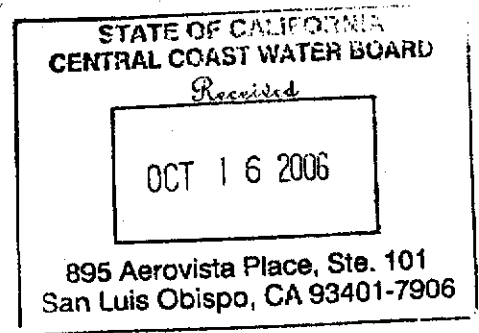 STATE OF CALIFORNIA
CENTRAL COAST WATER BOARD
Received
OCT 16 2006
895 Aerovista Place, Ste. 101
San Luis Obispo, CA 93401-7906